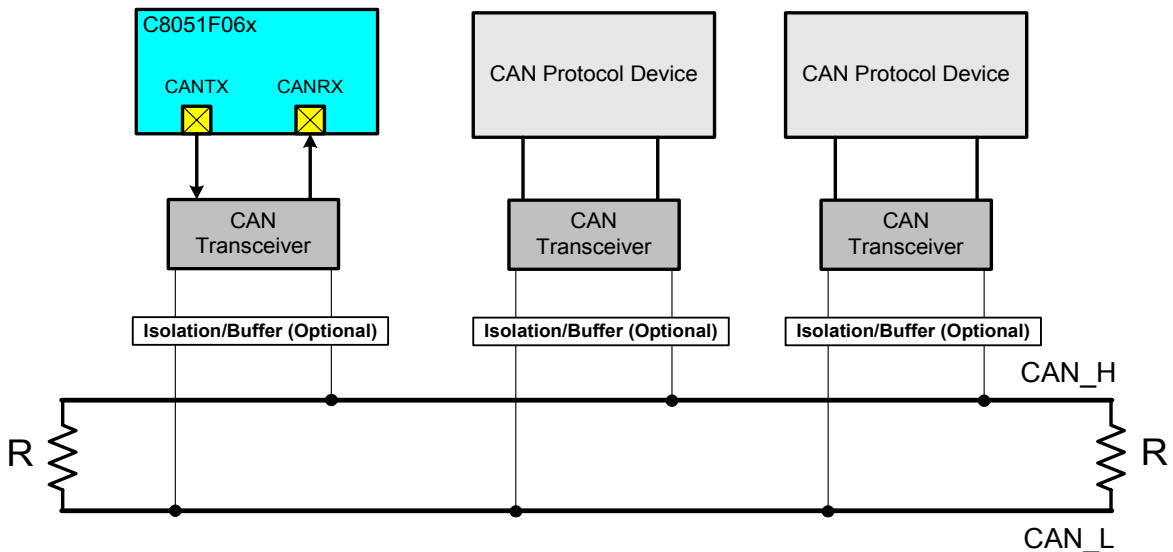 C8051F06x
CANTX
CANRX
CAN Protocol Device
CAN Protocol Device
CAN
Transceiver
CAN
Transceiver
CAN
Transceiver
Isolation/Buffer (Optional)
Isolation/Buffer (Optional)
Isolation/Buffer (Optional)
CAN_H
R
R
CAN_L